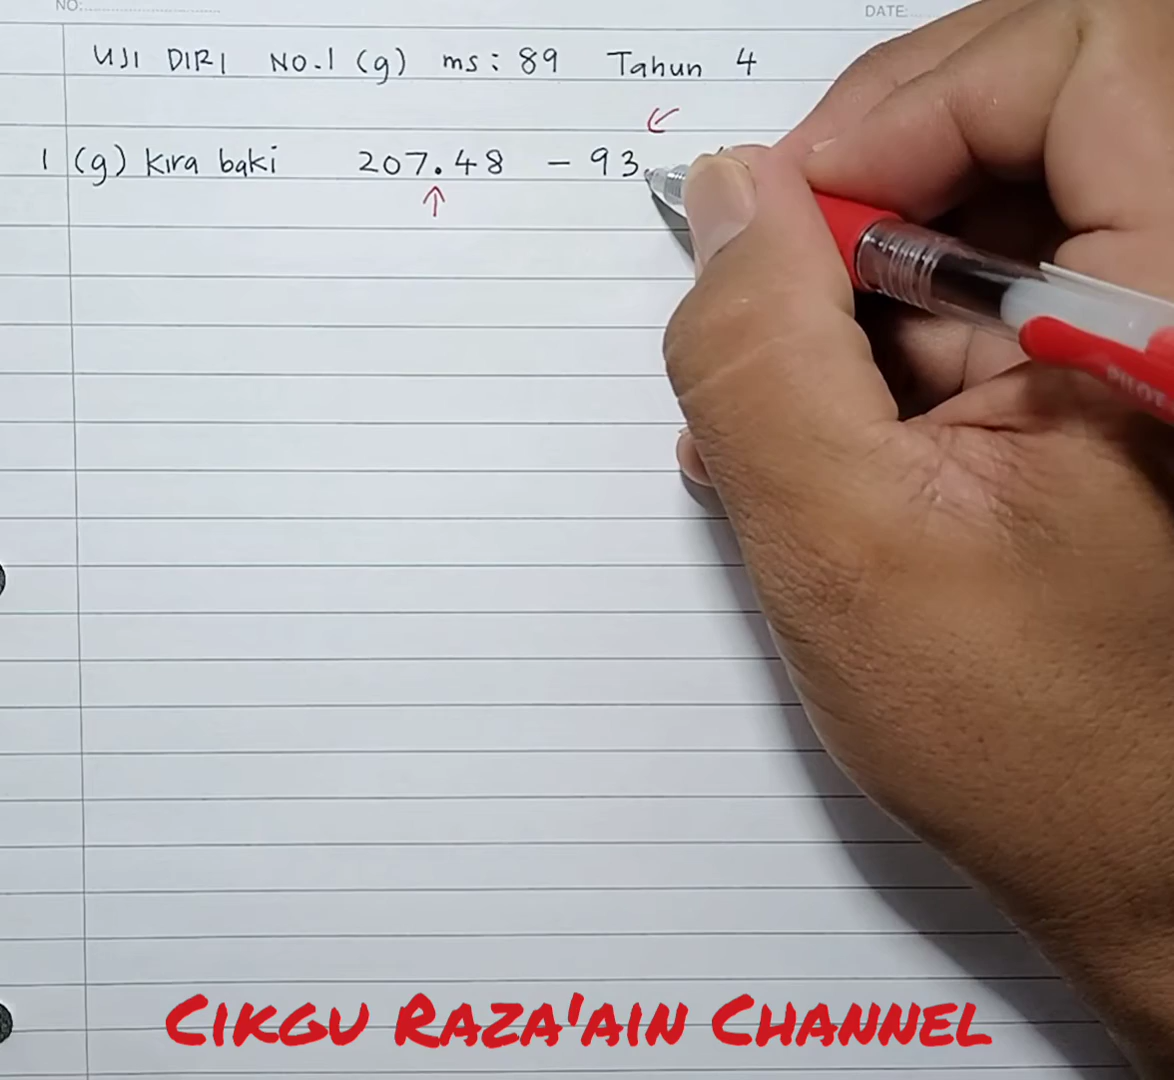 NO:
DATE:
UJI DIRI NO.1 (g) ms: 89 Tahun 4
1 (g) Kira baki 207.48 - 93.
CIKGU RAZA'AIN CHANNEL